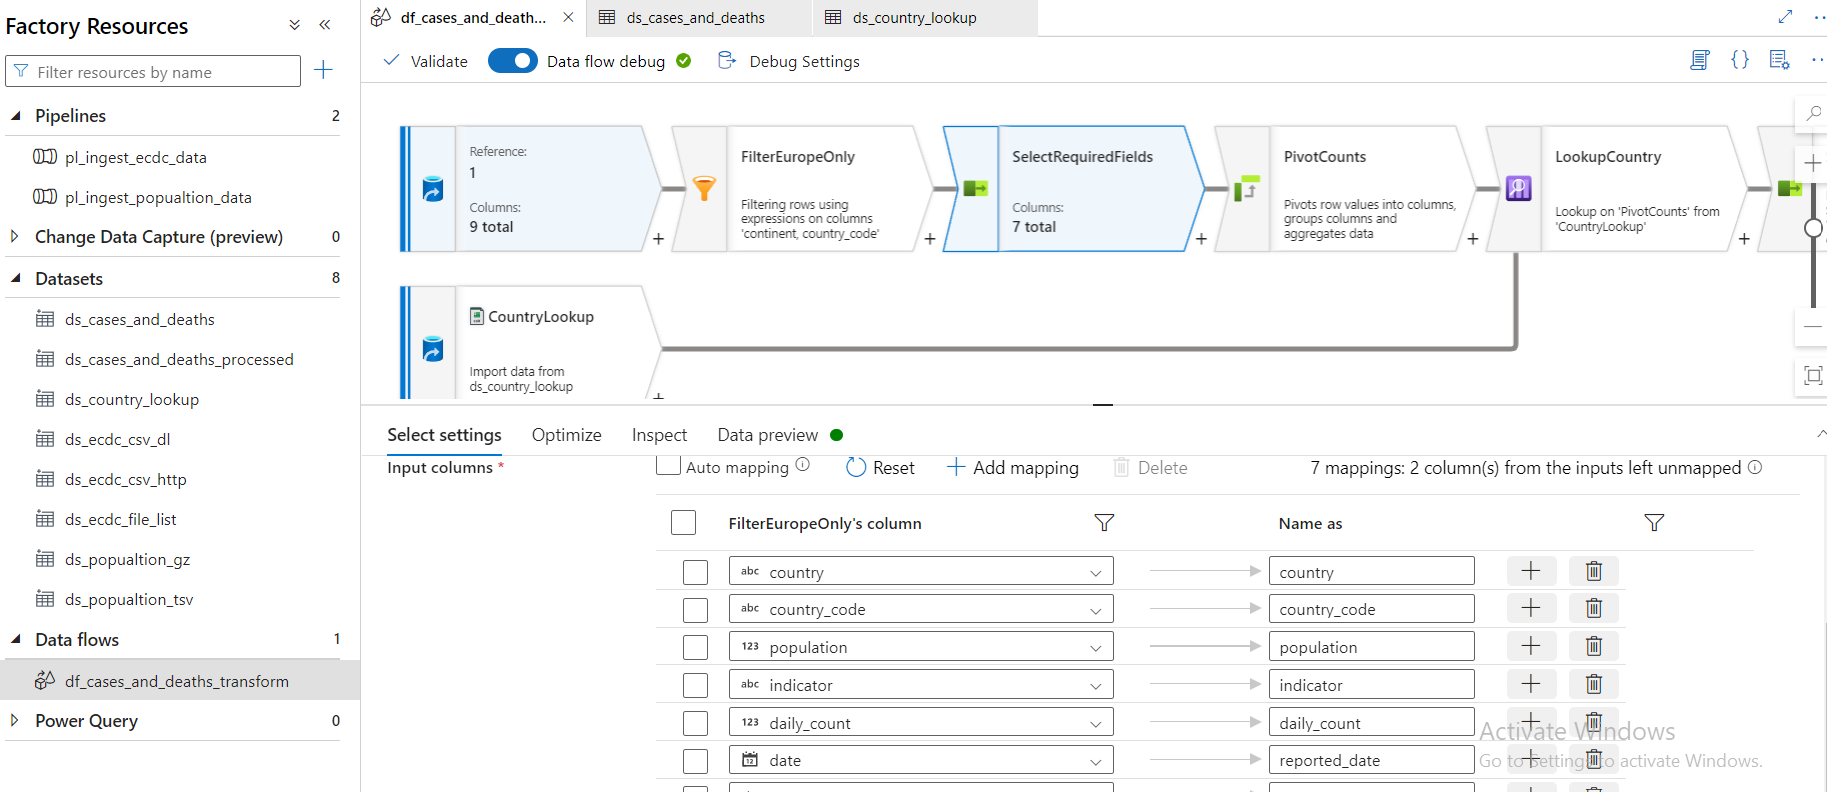 Factory Resources
Filter resources by name
Pipelines 2
pl_ingest_ecdc_data
pl_ingest_popualtion_data
Change Data Capture (preview) 0
Datasets 8
ds_cases_and_deaths
ds_cases_and_deaths_processed
ds_country_lookup
ds_ecdc_csv_dl
ds_ecdc_csv_http
ds_ecdc_file_list
ds_popualtion_gz
ds_popualtion_tsv
Data flows 1
df_cases_and_deaths_transform
Power Query 0
df_cases_and_death...
ds_cases_and_deaths
ds_country_lookup
Validate
Data flow debug
Debug Settings
Reference:
1
Columns:
9 total
FilterEuropeOnly
Filtering rows using
expressions on columns
'continent, country_code'
SelectRequiredFields
Columns:
7 total
PivotCounts
Pivots row values into columns,
groups columns and
aggregates data
LookupCountry
Lookup on 'PivotCounts' from
'CountryLookup'
CountryLookup
Import data from
ds_country_lookup
Select settings Optimize Inspect Data preview
Input columns *
Auto mapping Reset Add mapping Delete 7 mappings: 2 column(s) from the inputs left unmapped
FilterEuropeOnly's column Name as
abc country country
abc country_code country_code
123 population population
abc indicator indicator
123 daily_count daily_count
12 date reported_date
Activate Windows
Go to Settings to activate Windows.